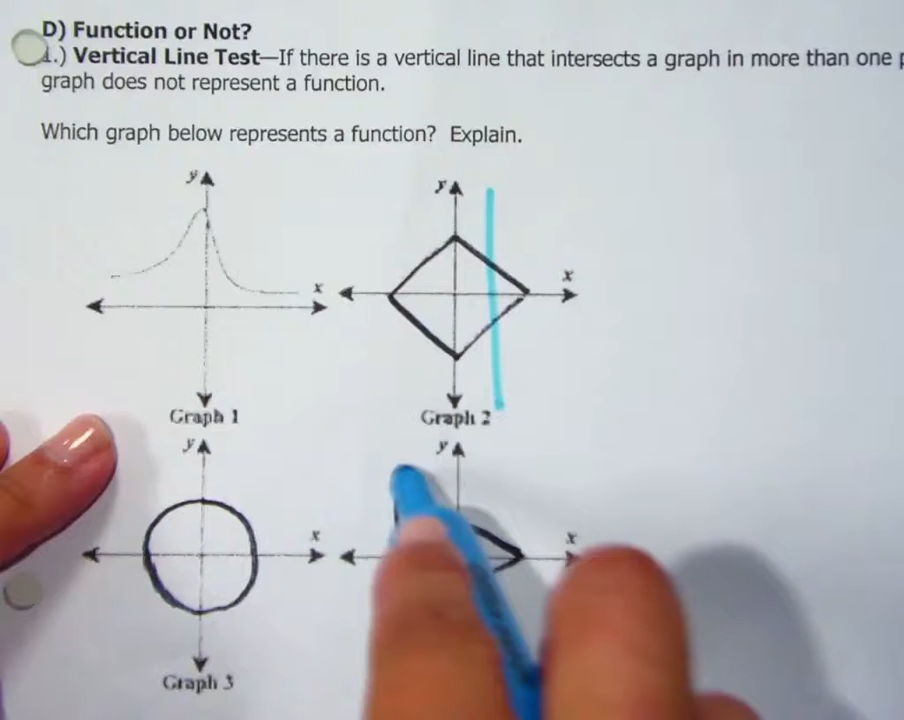 D) Function or Not?
1.) Vertical Line Test—If there is a vertical line that intersects a graph in more than one
graph does not represent a function.
Which graph below represents a function? Explain.
y
x
Graph 1
y
x
Graph 2
y
x
Graph 3
y
x